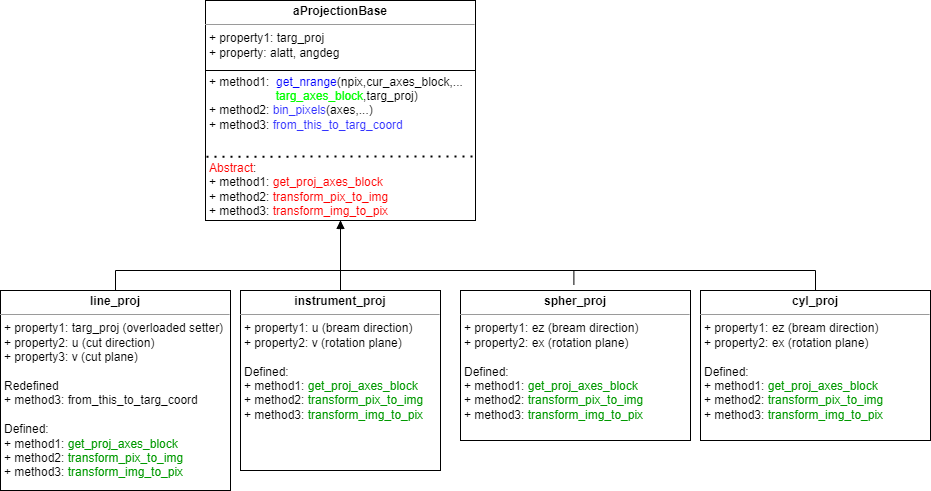 aProjectionBase
+ property1: targ_proj
+ property: alatt, angdeg
+ method1:  get_nrange(npix,cur_axes_block,...
targ_axes_block,targ_proj)
+ method2: bin_pixels(axes,...)
+ method3: from_this_to_targ_coord
Abstract:
+ method1: get_proj_axes_block
+ method2: transform_pix_to_img
+ method3: transform_img_to_pix
line_proj
+ property1: targ_proj (overloaded setter)
+ property2: u (cut direction)
+ property3: v (cut plane)
Redefined
+ method3: from_this_to_targ_coord
Defined:
+ method1: get_proj_axes_block
+ method2: transform_pix_to_img
+ method3: transform_img_to_pix
instrument_proj
+ property1: u (bream direction)
+ property2: v (rotation plane)
Defined:
+ method1: get_proj_axes_block
+ method2: transform_pix_to_img
+ method3: transform_img_to_pix
spher_proj
+ property1: ez (bream direction)
+ property2: ex (rotation plane)
Defined:
+ method1: get_proj_axes_block
+ method2: transform_pix_to_img
+ method3: transform_img_to_pix
cyl_proj
+ property1: ez (bream direction)
+ property2: ex (rotation plane)
Defined:
+ method1: get_proj_axes_block
+ method2: transform_pix_to_img
+ method3: transform_img_to_pix